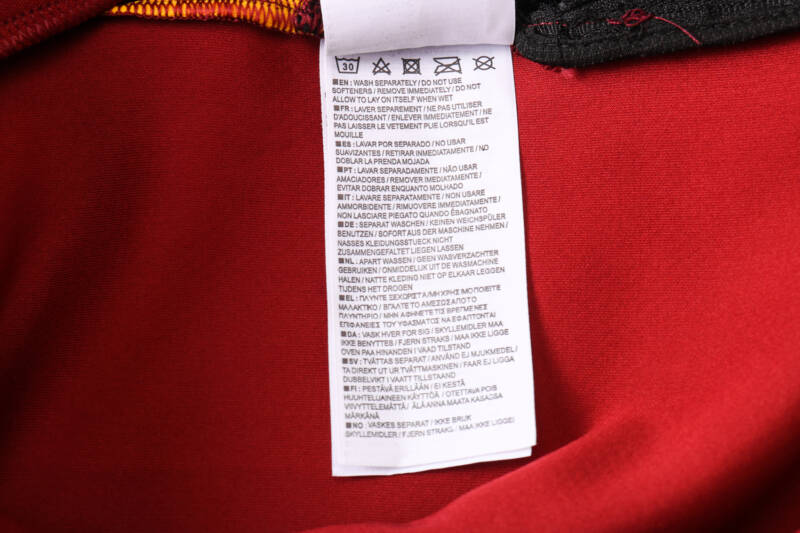 30
■EN: WASH SEPARATELY / DO NOT USE
SOFTENERS / REMOVE IMMEDIATELY / DO NOT
ALLOW TO LAY ON ITSELF WHEN WET
■FR: LAVER SEPAREMENT / NE PAS UTILISER
D'ADOUCISSANT / ENLEVER IMMEDIATEMENT / NE
PAS LAISSER LE VETEMENT PLIE LORSQU'IL EST
MOUILLE
■ES: LAVAR POR SEPARADO / NO USAR
SUAVIZANTES / RETIRAR INMEDIATAMENTE / NO
DOBLAR LA PRENDA MOJADA
■PT: LAVAR SEPARADAMENTE / NÃO USAR
AMACIADORES / REMOVER IMEDIATAMENTE /
EVITAR DOBRAR ENQUANTO MOLHADO
■IT: LAVARE SEPARATAMENTE / NON USARE
AMMORBIDENTE / RIMUOVERE IMMEDIATAMENTE /
NON LASCIARE PIEGATO QUANDO ÈBAGNATO
■DE: SEPARAT WASCHEN / KEINEN WEICHSPÜLER
BENUTZEN / SOFORT AUS DER MASCHINE NEHMEN /
NASSES KLEIDUNGSSTUECK NICHT
ZUSAMMENGEFALTET LIEGEN LASSEN
■NL: APART WASSEN / GEEN WASVERZACHTER
GEBRUIKEN / ONMIDDELIJK UIT DE WASMACHINE
HALEN / NATTE KLEDING NIET OP ELKAAR LEGGEN
TIJDENS HET DROGEN
■EL: ΠΛΥΝΤΕ ΞΕΧΩΡΙΣΤΑ / ΜΗ ΧΡΗΣΙΜΟΠΟΙΕΙΤΕ
ΜΑΛΑΚΤΙΚΟ / ΒΓΑΛΤΕ ΤΟ ΑΜΕΣΩΣ ΑΠΟ ΤΟ
ΠΛΥΝΤΗΡΙΟ / ΜΗΝ ΑΦΗΝΕΤΕ ΤΙΣ ΒΡΕΓΜΕΝΕΣ
ΕΠΙΦΑΝΕΙΕΣ ΤΟΥ ΥΦΑΣΜΑΤΟΣ ΝΑ ΕΦΑΠΤΟΝΤΑΙ
■DA: VASK HVER FOR SIG / SKYLLEMIDLER MAA
IKKE BENYTTES / FJERN STRAKS / MAA IKKE LIGGE
OVEN PAA HINANDEN I VAAD TILSTAND
■SV: TVÄTTAS SEPARAT / ANVÄND EJ MJUKMEDEL /
TA DIREKT UT UR TVÄTTMASKINEN / FAAR EJ LIGGA
DUBBELVIKT I VAATT TILLSTAAND
■FI: PESTÄVÄ ERILLÄÄN / EI KESTÄ
HUUHTELUAINEEN KÄYTTÖÄ / OTETTAVA POIS
VIIVYTTELEMÄTTÄ / ÄLÄ ANNA MAATA KASASSA
MÄRKÄNÄ
■NO: VASKES SEPARAT / IKKE BRUK
SKYLLEMIDLER / FJERN STRAKS / MAA IKKE LIGGE